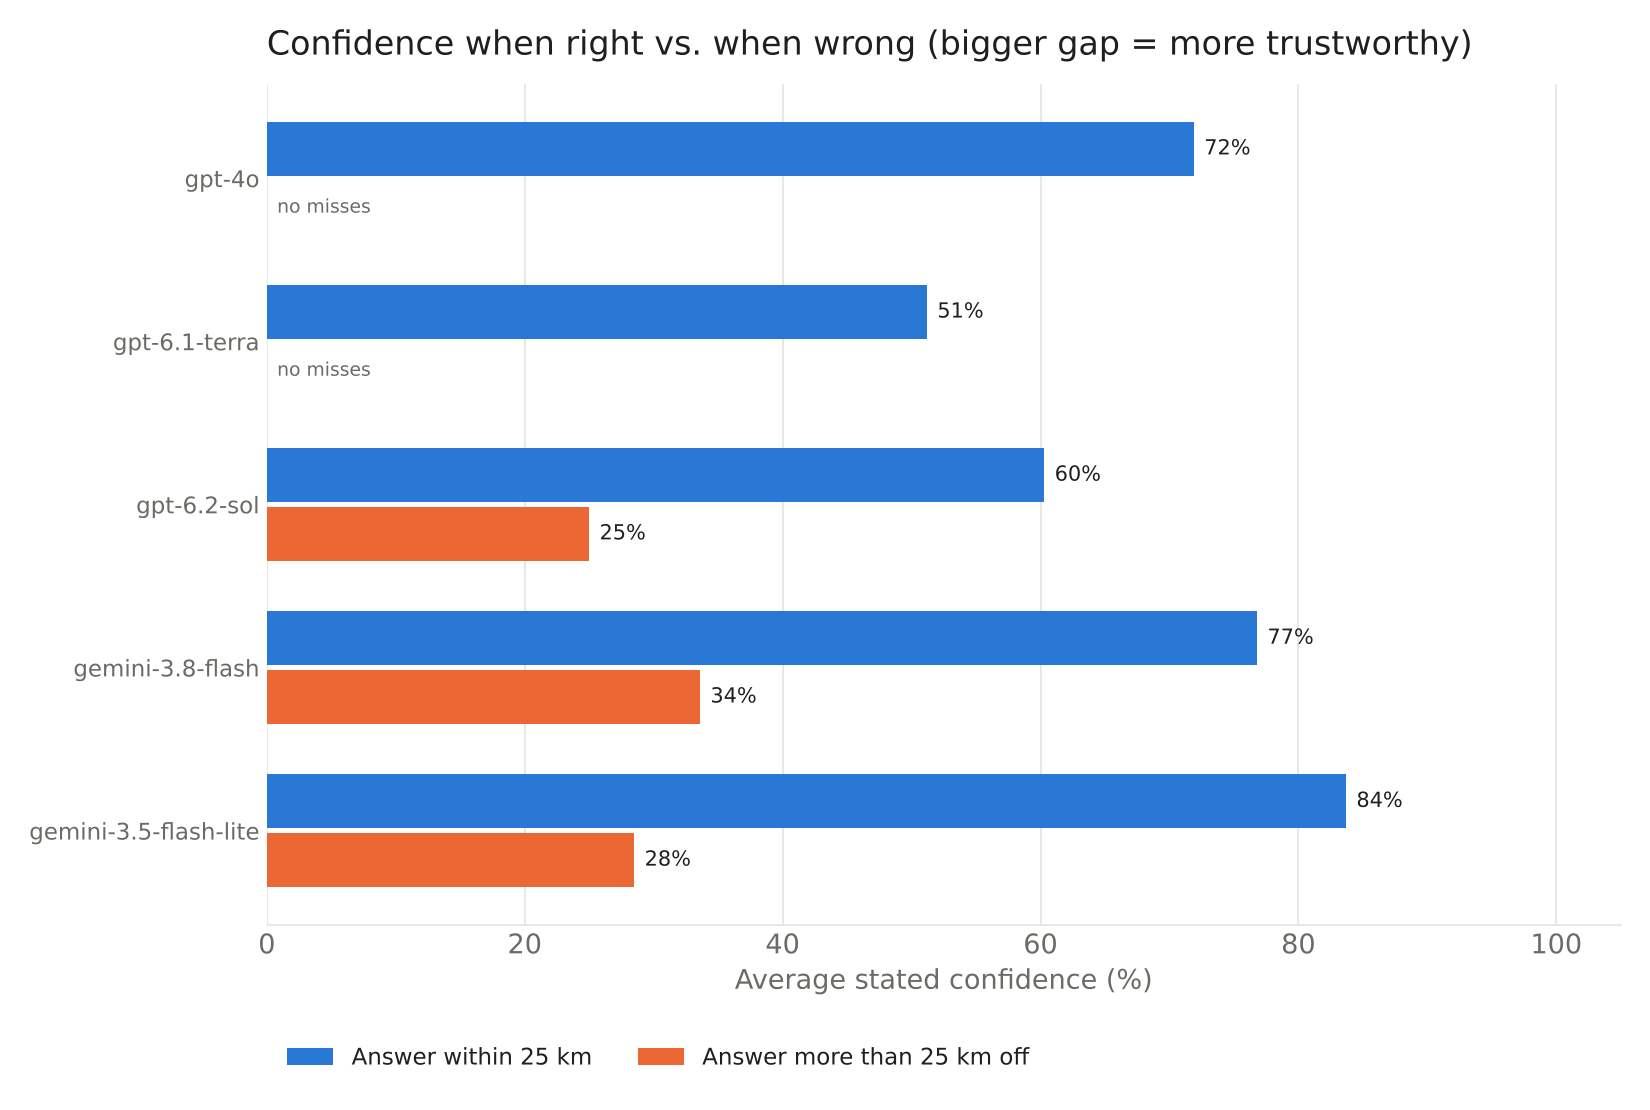 Confidence when right vs. when wrong (bigger gap = more trustworthy)
gpt-4o
72%
no misses
gpt-6.1-terra
51%
no misses
gpt-6.2-sol
60%
25%
gemini-3.8-flash
77%
34%
gemini-3.5-flash-lite
84%
28%
0 20 40 60 80 100
Average stated confidence (%)
Answer within 25 km
Answer more than 25 km off